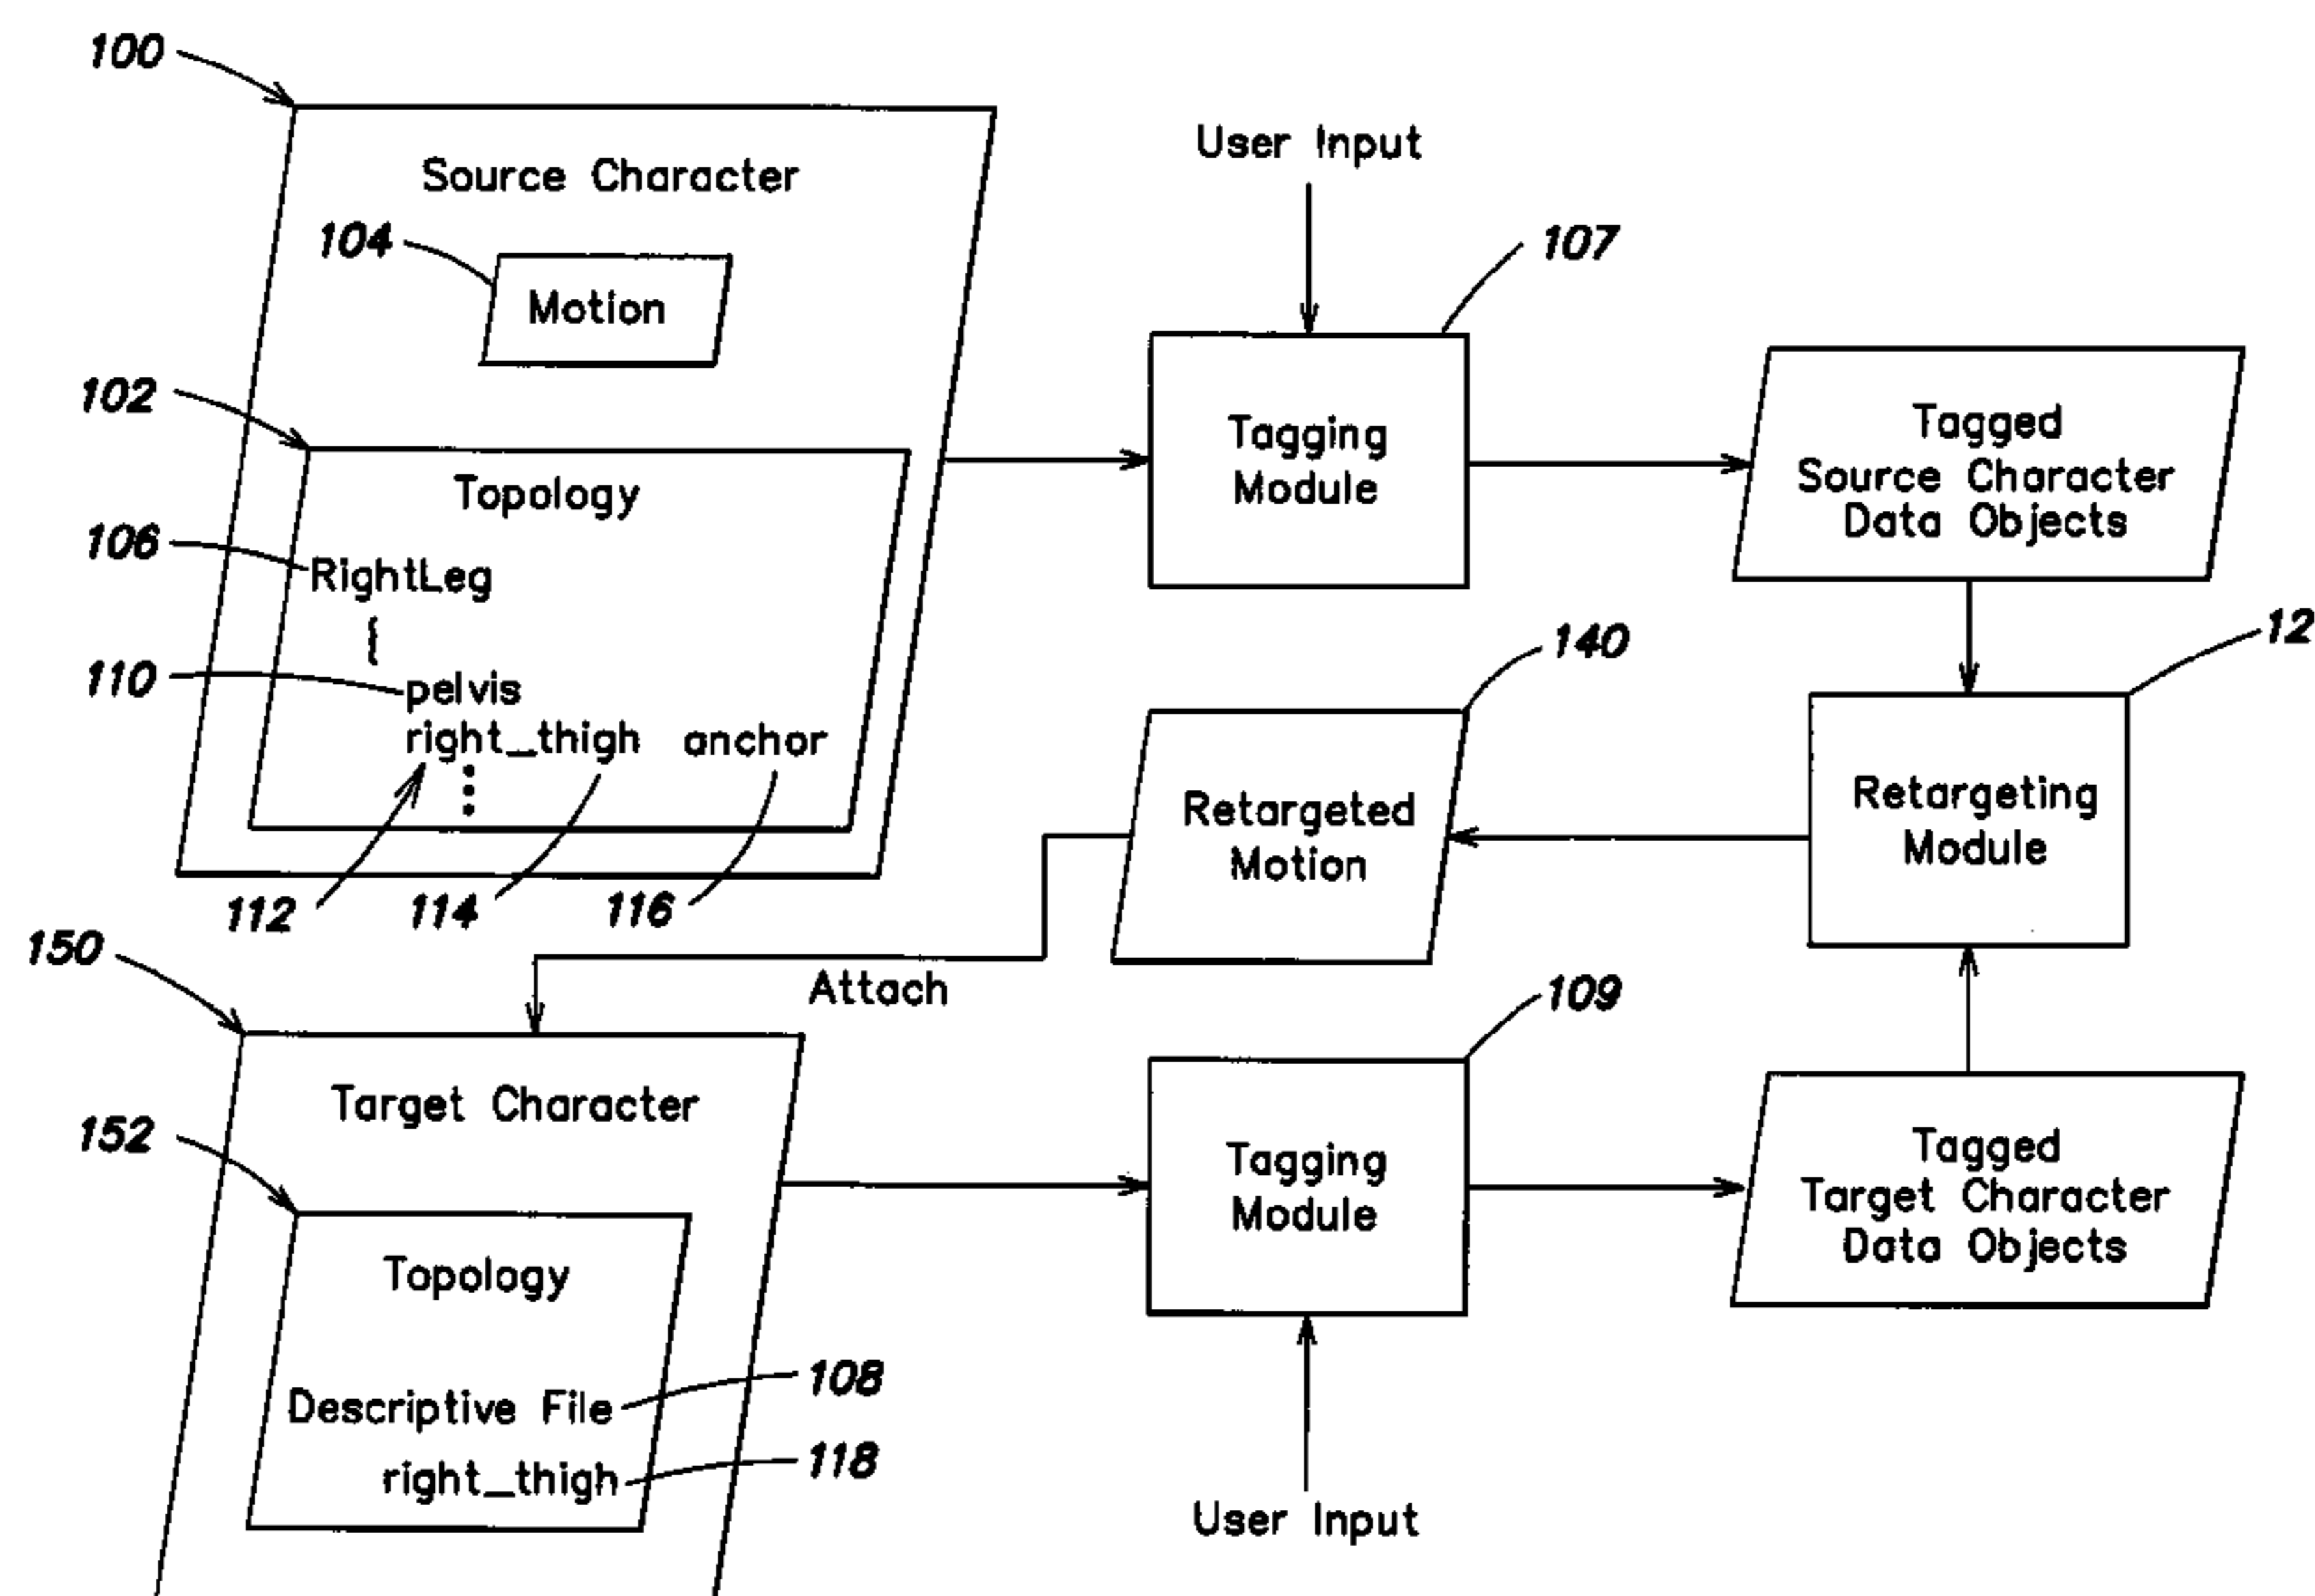 100
Source Character
104
Motion
102
Topology
106
RightLeg
{
110
pelvis
right_thigh anchor
112
114
116
User Input
107
Tagging
Module
Tagged
Source Character
Data Objects
12
Retargeting
Module
140
Retargeted
Motion
Attach
150
Target Character
152
Topology
Descriptive File
108
right_thigh
118
109
Tagging
Module
User Input
Tagged
Target Character
Data Objects